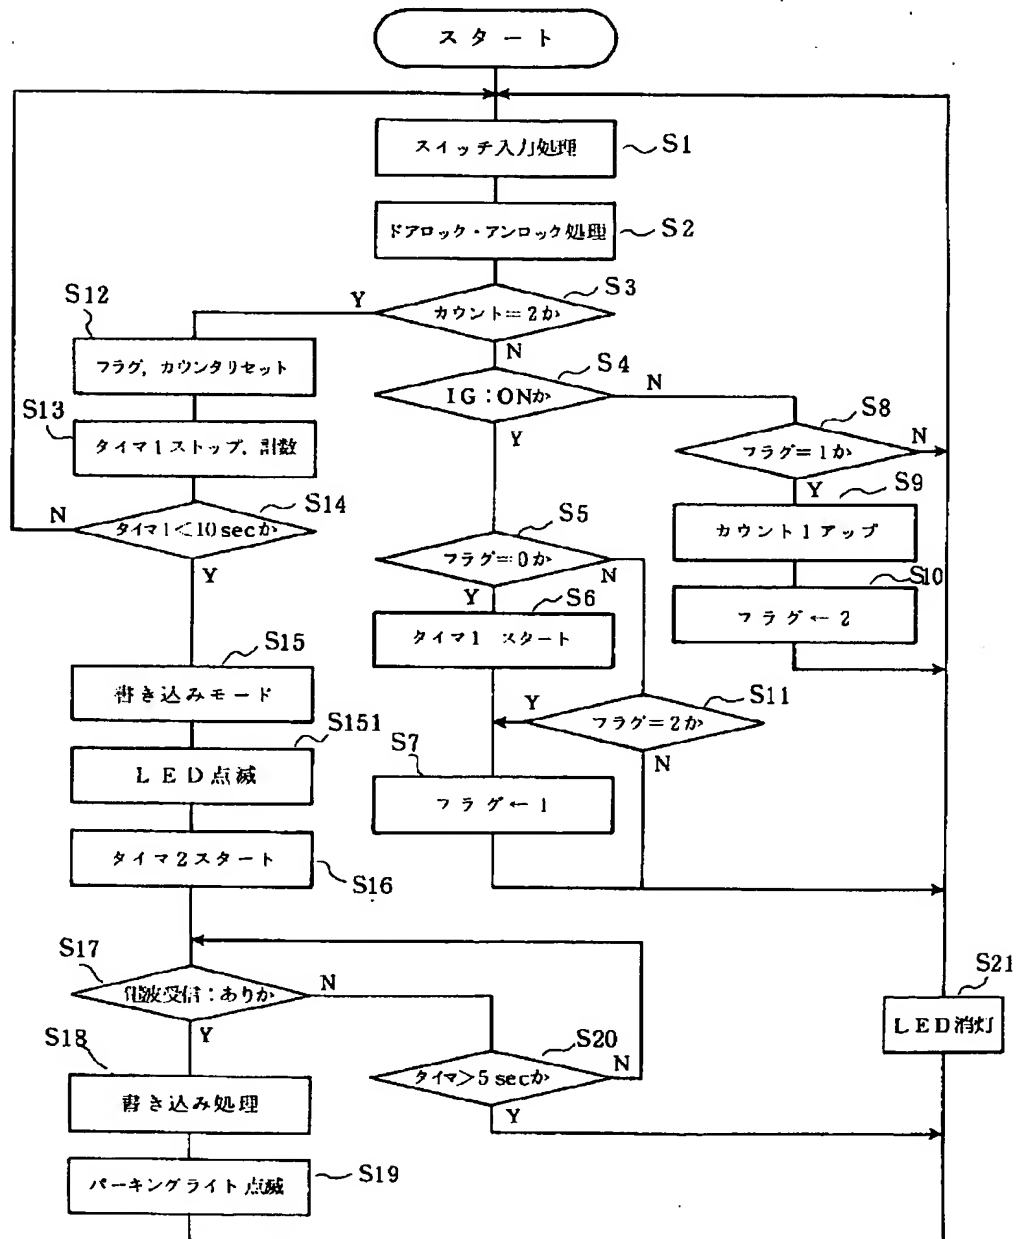 スタート
スイッチ入力処理
S1
ドアロック・アンロック処理
S2
カウント=2か
S3
Y
N
S12
フラグ,カウンタリセット
S13
タイマ1ストップ,計数
S14
タイマ1<10secか
N
Y
IG:ONか
S4
N
Y
S8
フラグ=1か
N
Y
S9
カウント1アップ
S10
フラグ←2
S5
フラグ=0か
N
Y
S6
タイマ1 スタート
S11
フラグ=2か
Y
N
S7
フラグ←1
S15
書き込みモード
S151
LED点滅
タイマ2スタート
S16
S17
電波受信:ありか
N
Y
S18
書き込み処理
S20
タイマ>5secか
N
Y
パーキングライト点滅
S19
S21
LED消灯